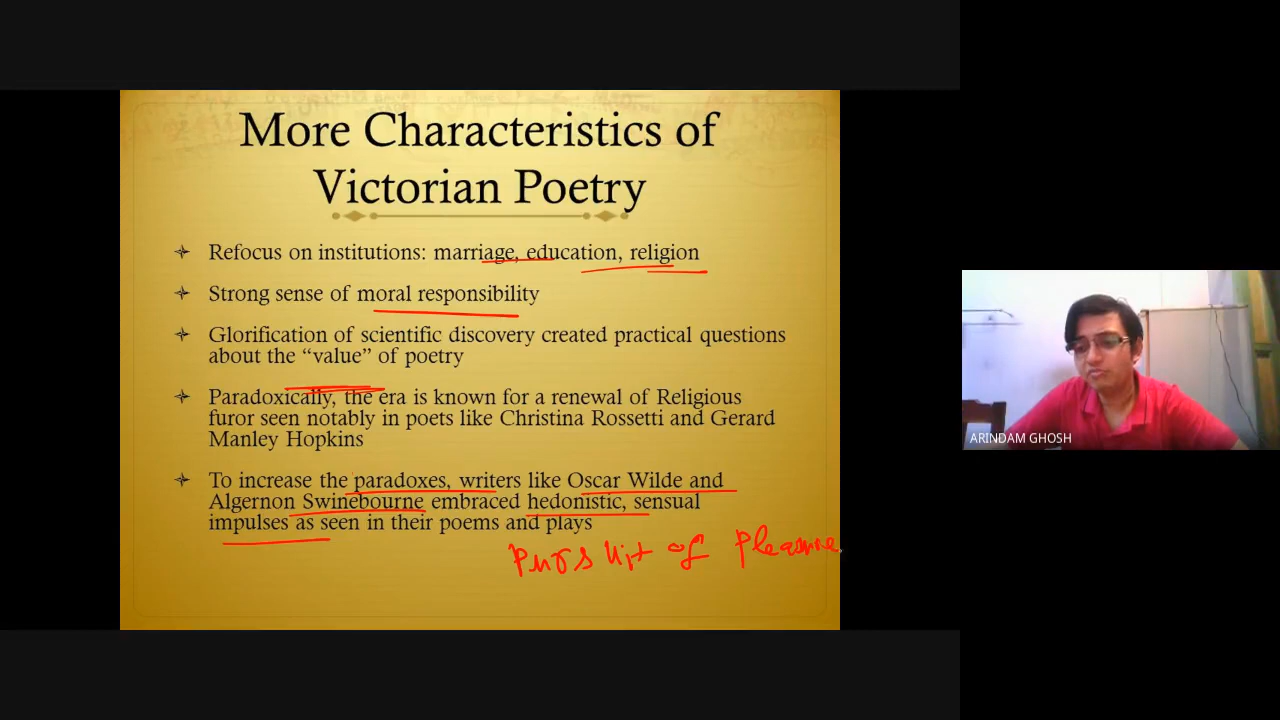 More Characteristics of
Victorian Poetry
Refocus on institutions: marriage, education, religion
Strong sense of moral responsibility
Glorification of scientific discovery created practical questions
about the “value” of poetry
Paradoxically, the era is known for a renewal of Religious
furor seen notably in poets like Christina Rossetti and Gerard
Manley Hopkins
To increase the paradoxes, writers like Oscar Wilde and
Algernon Swinebourne embraced hedonistic, sensual
impulses as seen in their poems and plays
Pursuit of Pleasure
ARINDAM GHOSH